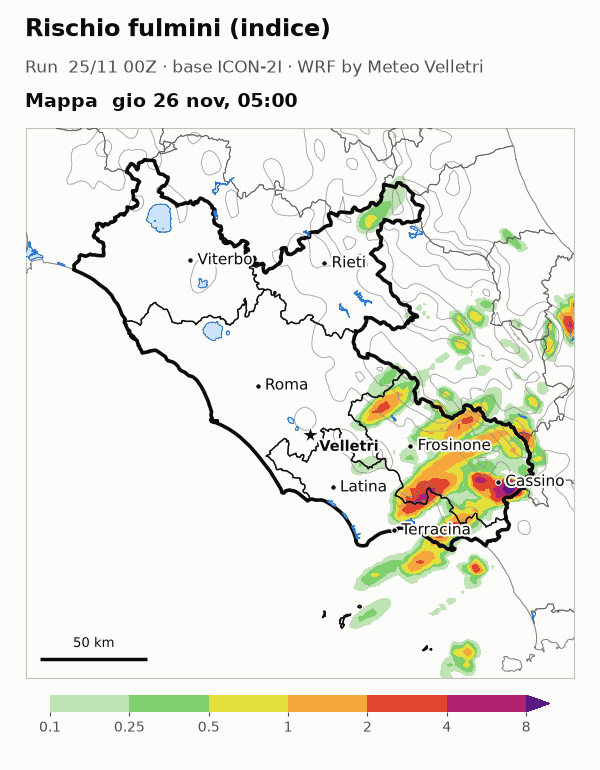 Rischio fulmini (indice)
Run  25/11 00Z · base ICON-2I · WRF by Meteo Velletri
Mappa  gio 26 nov, 05:00
Viterbo
Rieti
Roma
Velletri
Frosinone
Latina
Cassino
Terracina
50 km
0.1 0.25 0.5 1 2 4 8